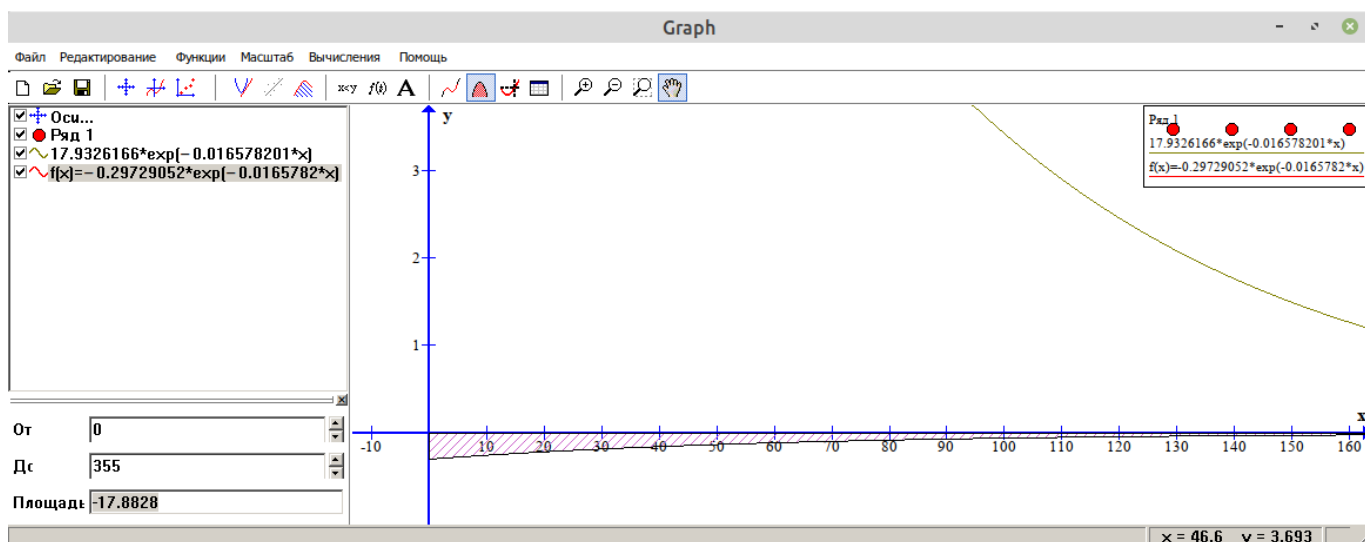 Graph
Файл Редактирование Функции Масштаб Вычисления Помощь
x<y f(θ) A
Оси...
Ряд 1
17.9326166*exp(-0.016578201*x)
f(x)=-0.29729052*exp(-0.0165782*x)
От 0
Дс 355
Площадь -17.8828
y
3
2
1
x
-10 10 20 30 40 50 60 70 80 90 100 110 120 130 140 150 160
Ряд 1
17.9326166*exp(-0.016578201*x)
f(x)=-0.29729052*exp(-0.0165782*x)
x = 46.6 y = 3.693